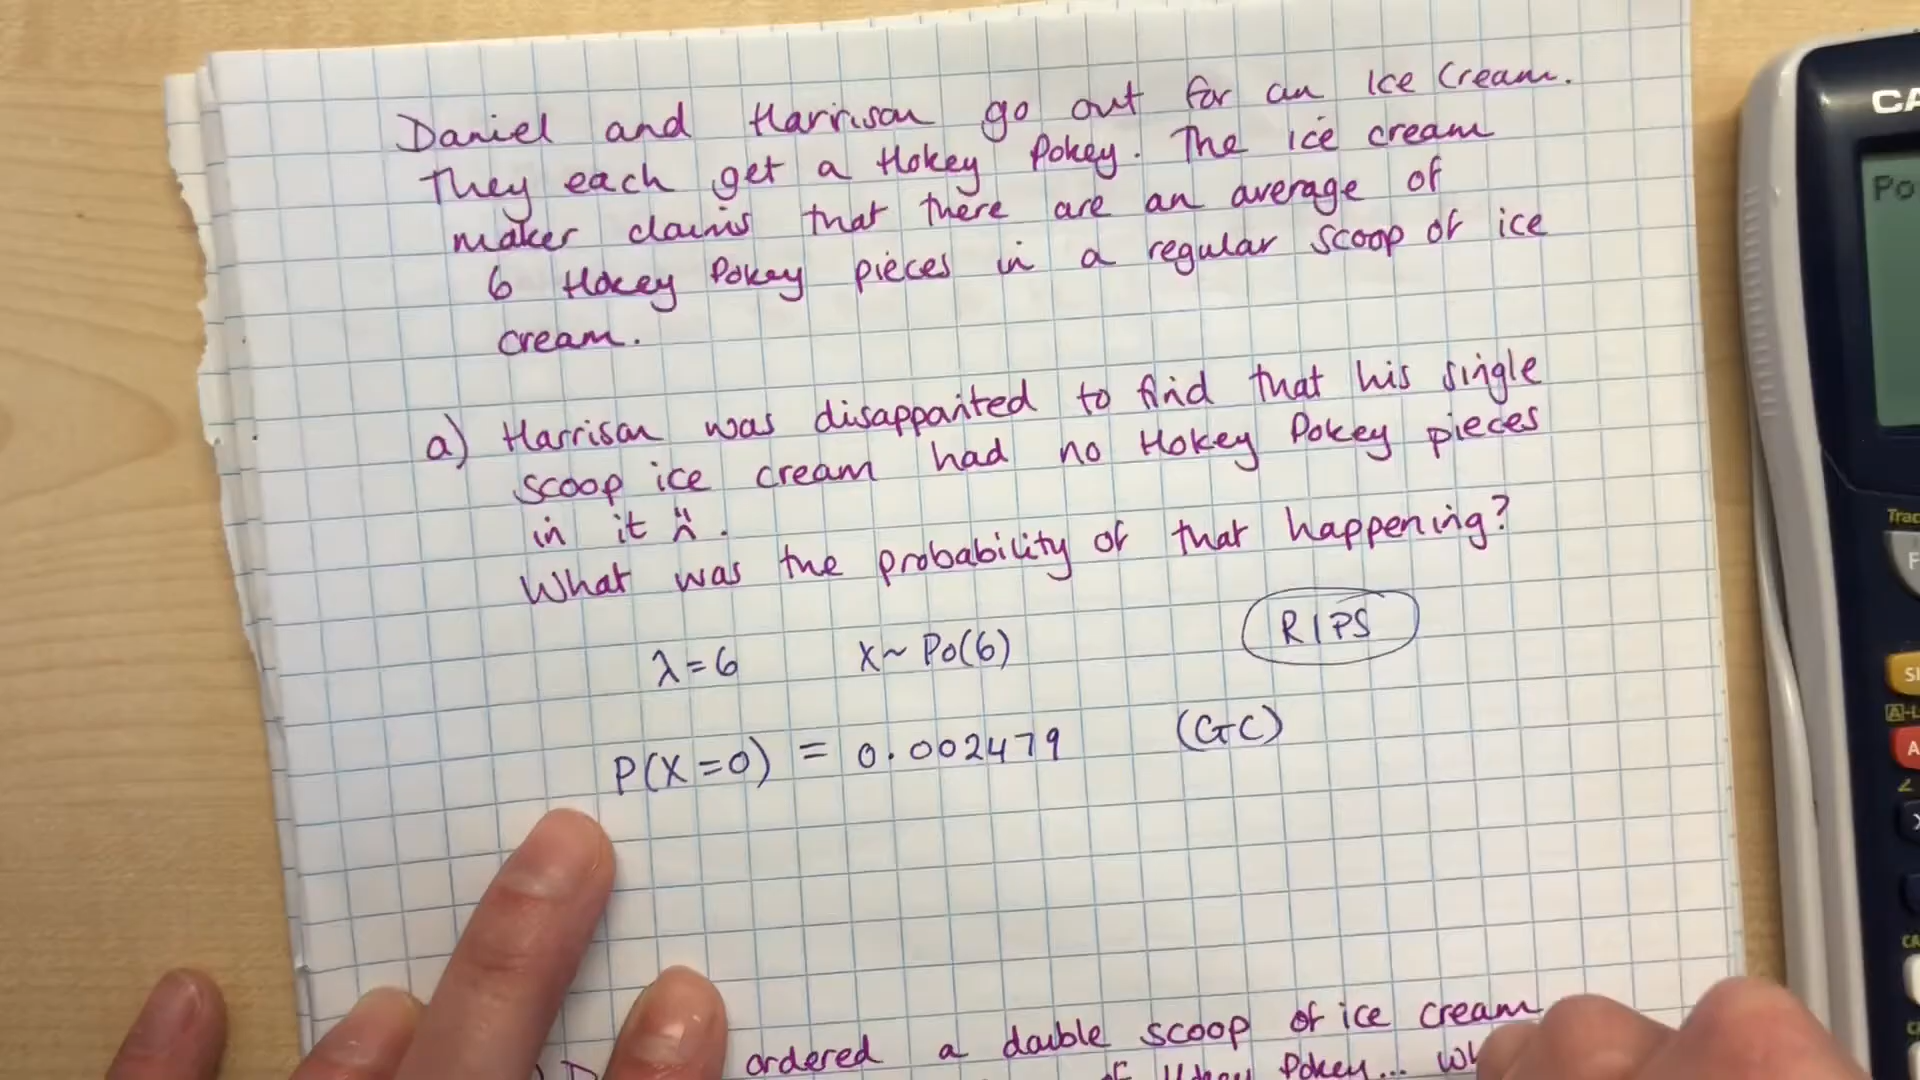 Daniel and Harrison go out for an Ice Cream.
They each get a Hokey Pokey. The ice cream
maker claims that there are an average of
6 Hokey Pokey pieces in a regular scoop of ice
cream.
a) Harrison was disappointed to find that his single
scoop ice cream had no Hokey Pokey pieces
in it
What was the probability of that happening?
λ=6 X~ Po(6) RIPS
P(X=0) = 0.002479 (GC)
ordered a double scoop of ice cream
Pokey...
CA
Po
Trac